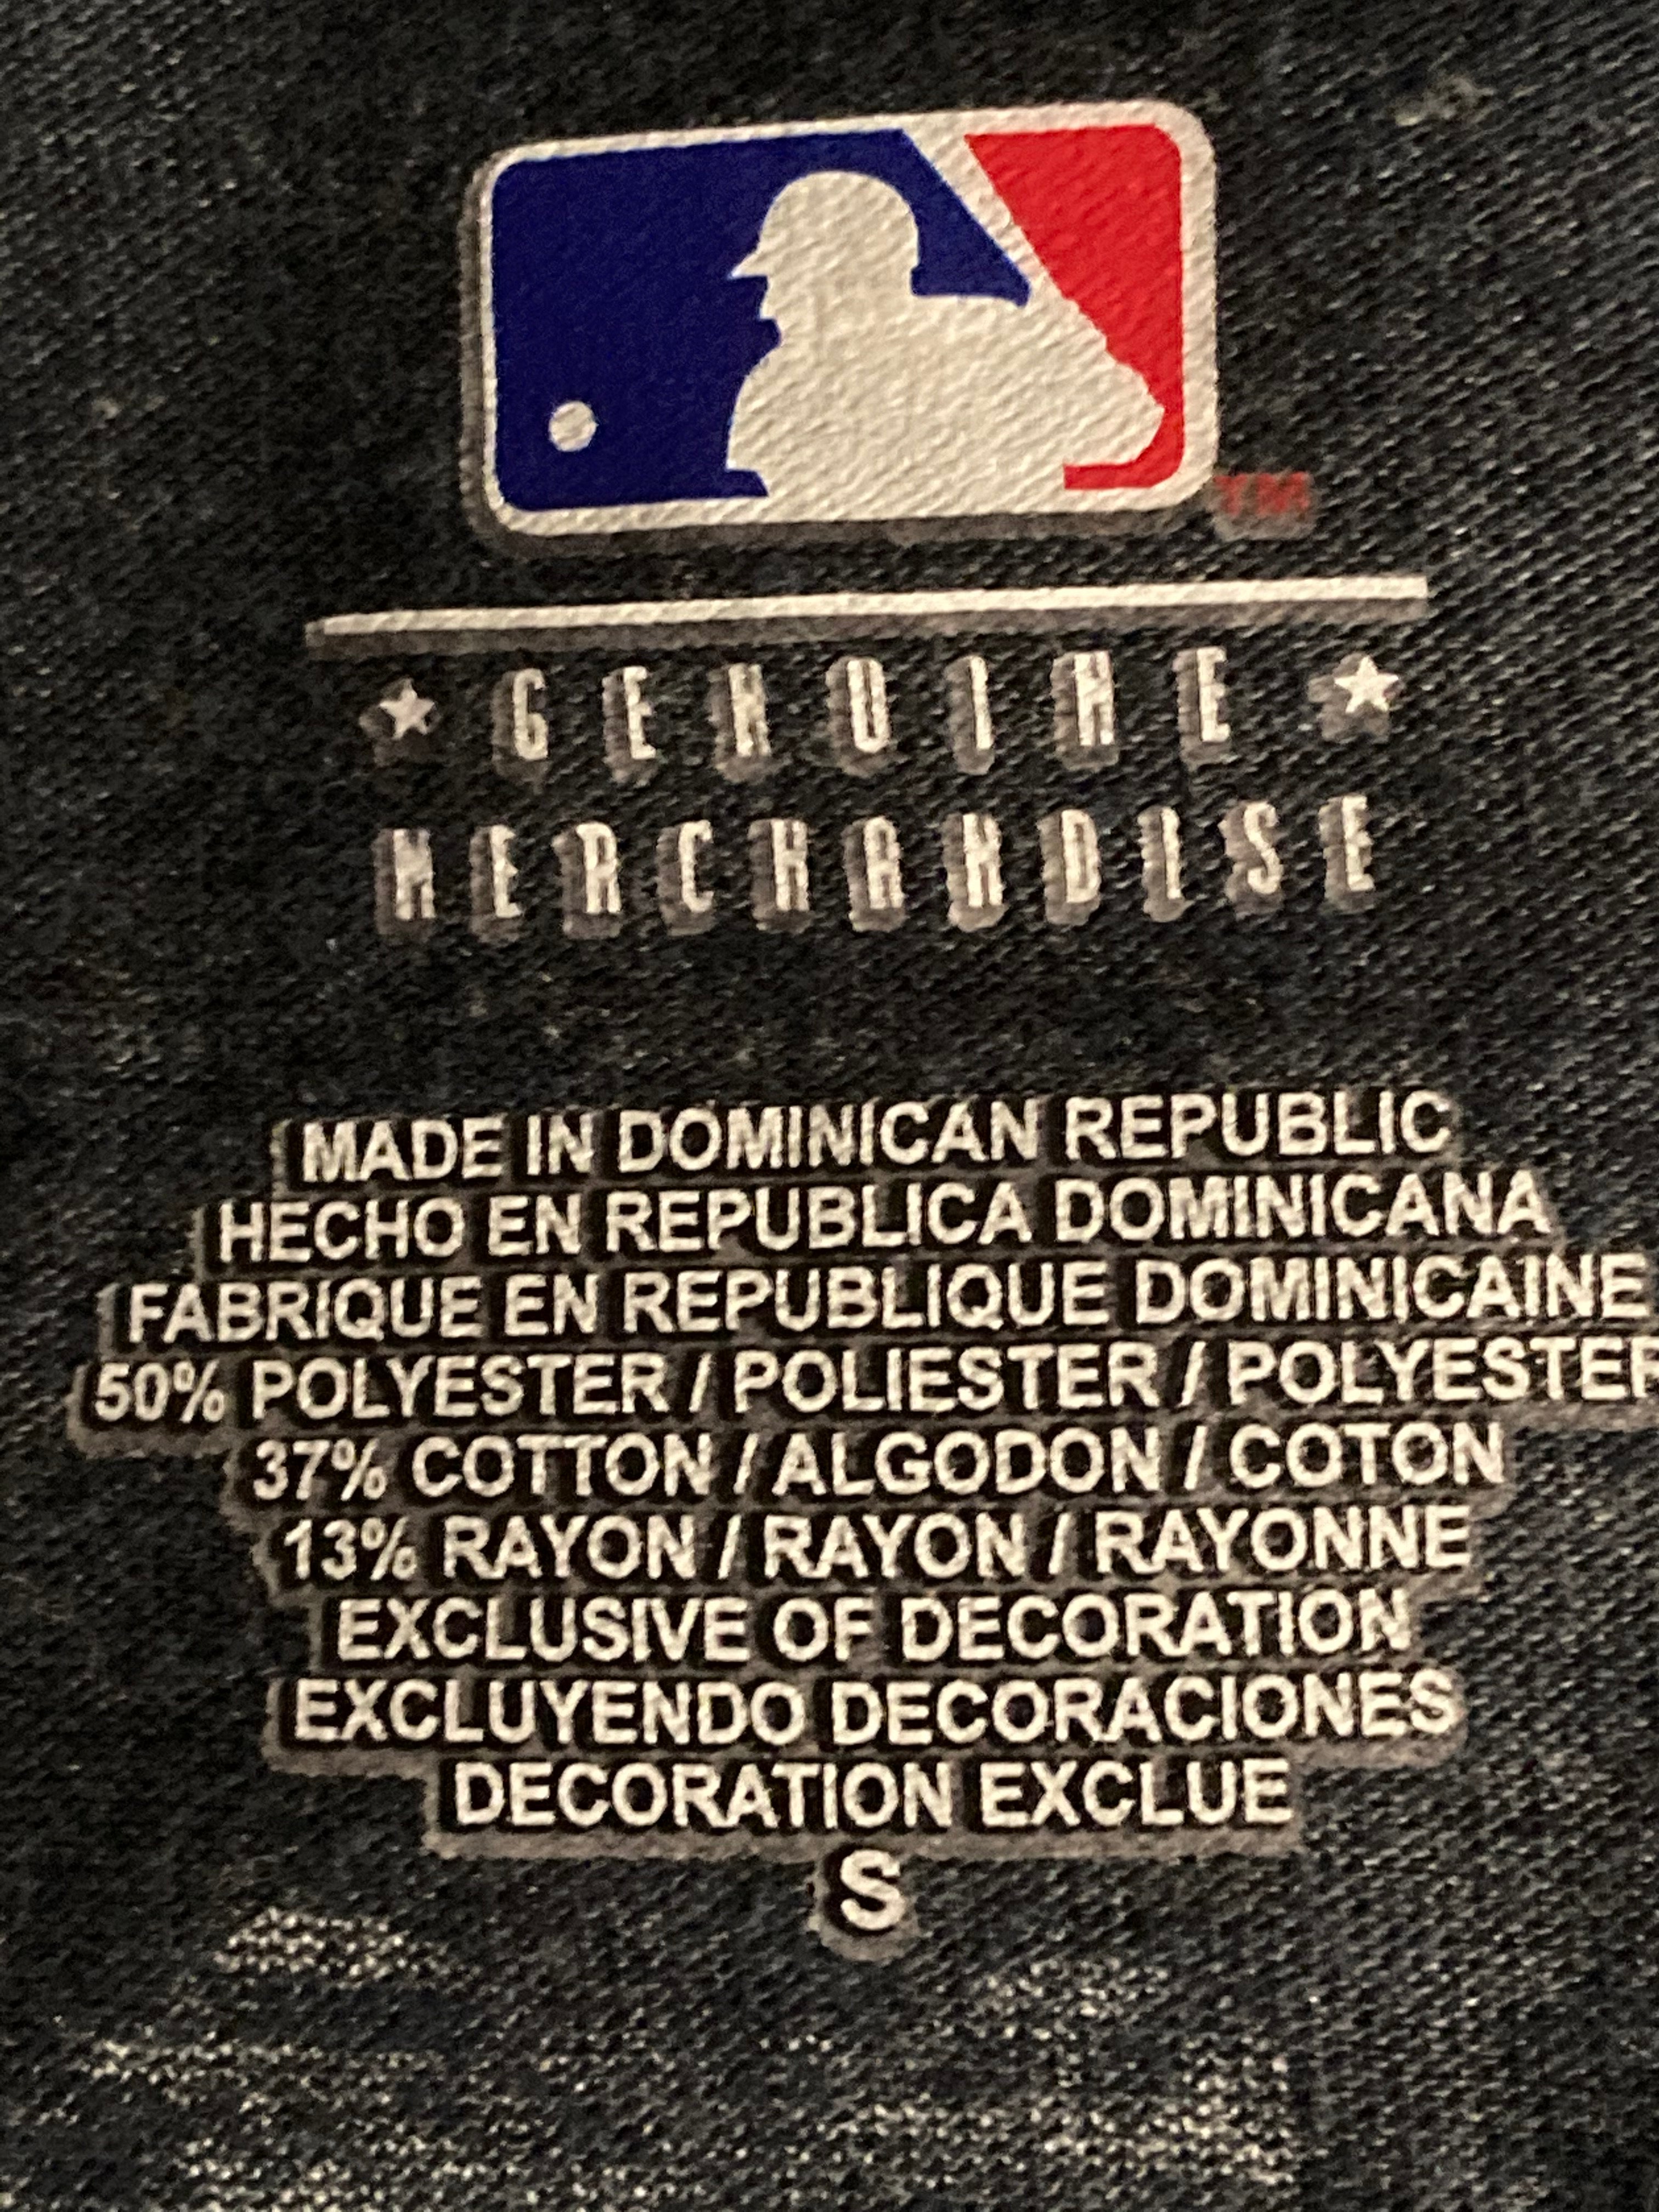 TM
★ GENUINE ★
MERCHANDISE
MADE IN DOMINICAN REPUBLIC
HECHO EN REPUBLICA DOMINICANA
FABRIQUE EN REPUBLIQUE DOMINICAINE
50% POLYESTER / POLIESTER / POLYESTER
37% COTTON / ALGODON / COTON
13% RAYON / RAYON / RAYONNE
EXCLUSIVE OF DECORATION
EXCLUYENDO DECORACIONES
DECORATION EXCLUE
S